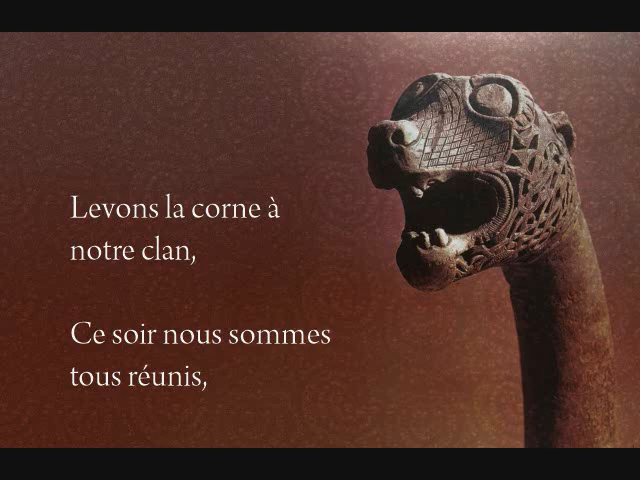 Levons la corne à
notre clan,
Ce soir nous sommes
tous réunis,